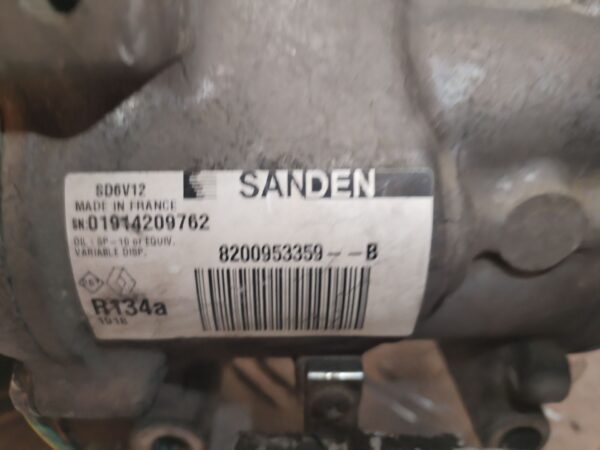 SD6V12
SANDEN
MADE IN FRANCE
SN:01914209762
OIL : SP-10 or EQUIV.
VARIABLE DISP.
8200953359--B
R134a